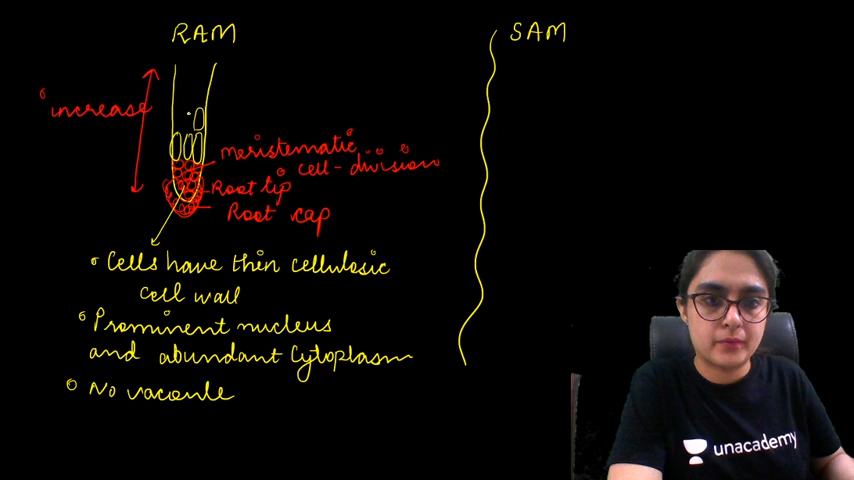 RAM
SAM
increase
meristematic
cell-division
Root tip
Root cap
Cells have thin cellulosic
cell wall
Prominent nucleus
and abundant cytoplasm
No vacoule
unacademy